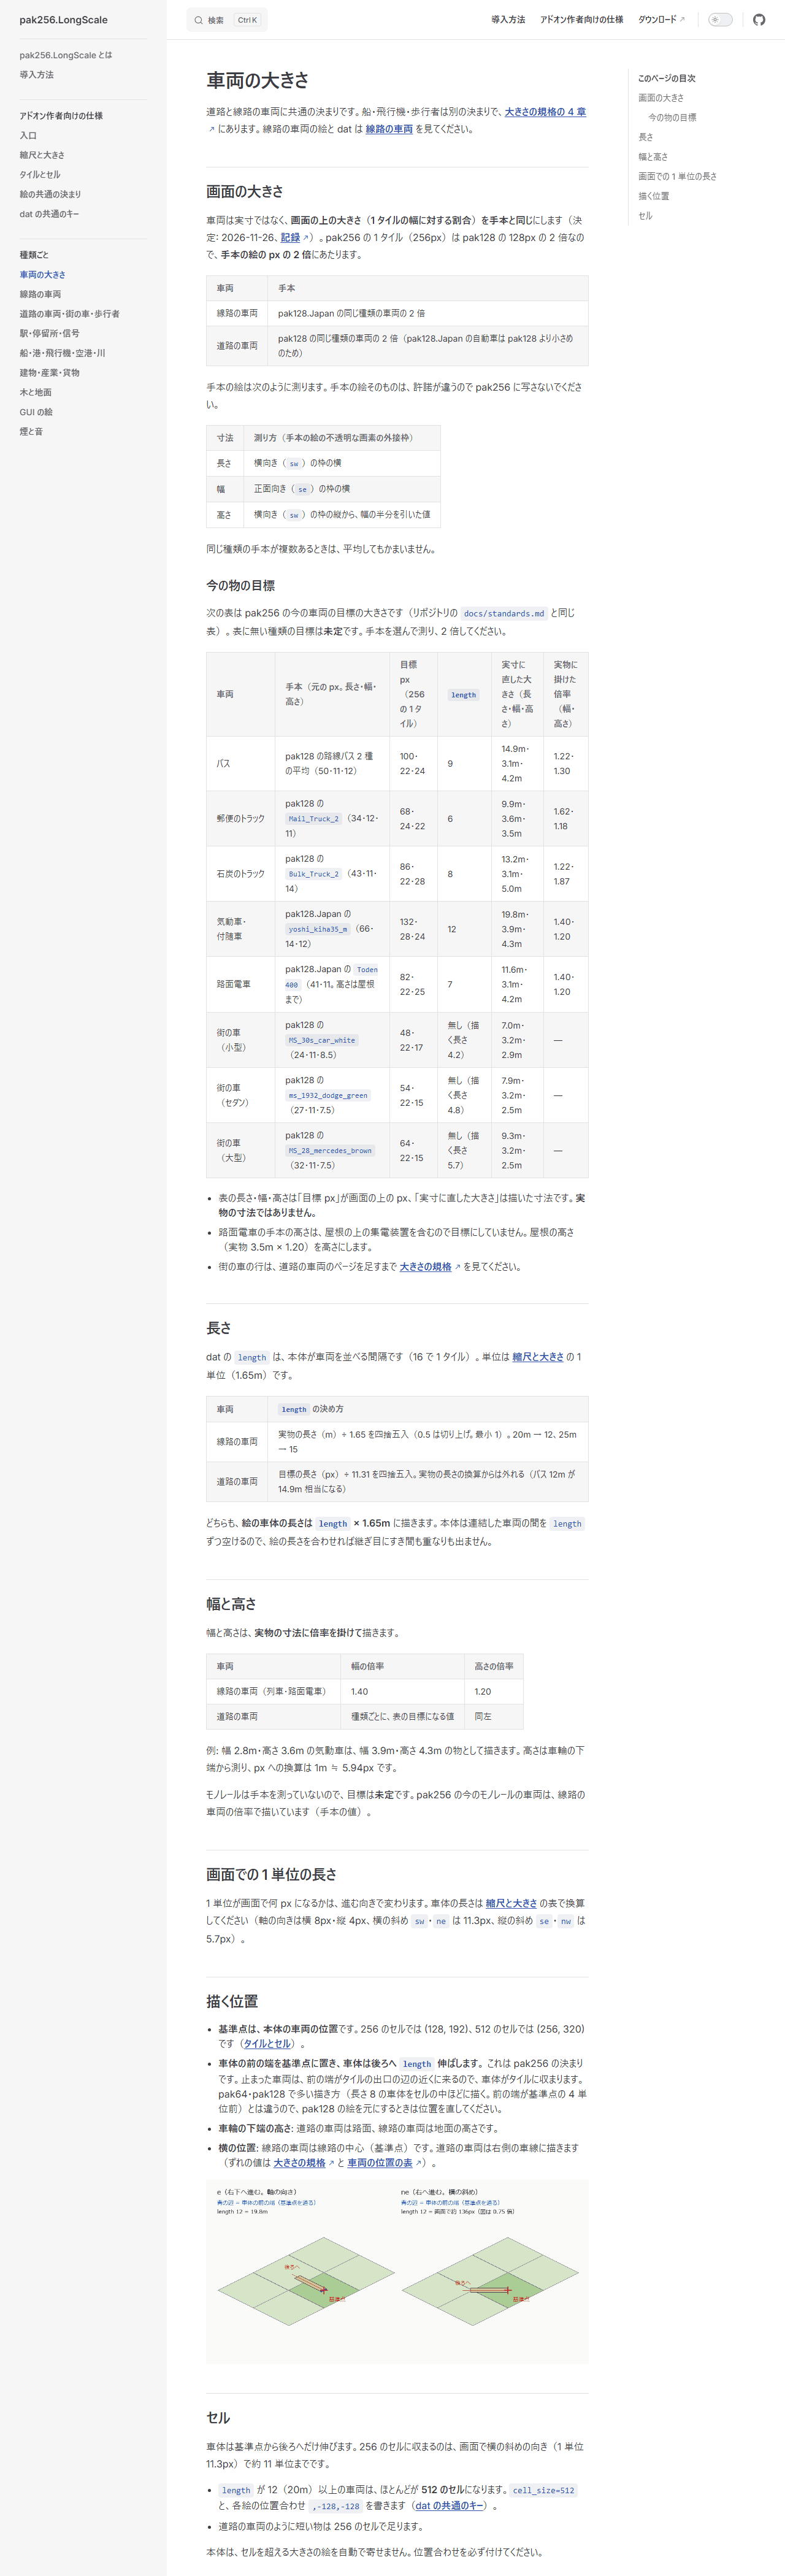 pak256.LongScale
検索
Ctrl K
導入方法
アドオン作者向けの仕様
ダウンロード
pak256.LongScale とは
導入方法
アドオン作者向けの仕様
入口
縮尺と大きさ
タイルとセル
絵の共通の決まり
dat の共通のキー
種類ごと
車両の大きさ
線路の車両
道路の車両・街の車・歩行者
駅・停留所・信号
船・港・飛行機・空港・川
建物・産業・貨物
木と地面
GUI の絵
煙と音
このページの目次
画面の大きさ
今の物の目標
長さ
幅と高さ
画面での 1 単位の長さ
描く位置
セル
車両の大きさ
道路と線路の車両に共通の決まりです。船・飛行機・歩行者は別の決まりで、大きさの規格の 4 章
にあります。線路の車両の絵と dat は 線路の車両 を見てください。
画面の大きさ
車両は実寸ではなく、画面の上の大きさ（1 タイルの幅に対する割合）を手本と同じにします（決
定: 2026-11-26、記録）。pak256 の 1 タイル（256px）は pak128 の 128px の 2 倍なの
で、手本の絵の px の 2 倍にあたります。
車両 手本
線路の車両 pak128.Japan の同じ種類の車両の 2 倍
道路の車両 pak128 の同じ種類の車両の 2 倍（pak128.Japan の自動車は pak128 より小さめ
のため）
手本の絵は次のように測ります。手本の絵そのものは、許諾が違うので pak256 に写さないでくださ
い。
寸法 測り方（手本の絵の不透明な画素の外接枠）
長さ 横向き（sw）の枠の横
幅 正面向き（se）の枠の横
高さ 横向き（sw）の枠の縦から、幅の半分を引いた値
同じ種類の手本が複数あるときは、平均してもかまいません。
今の物の目標
次の表は pak256 の今の車両の目標の大きさです（リポジトリの docs/standards.md と同じ
表）。表に無い種類の目標は未定です。手本を選んで測り、2 倍してください。
車両
手本（元の px。長さ・幅・
高さ）
目標
px
（256
の 1 タ
イル）
length
実寸に
直した大
きさ（長
さ・幅・高
さ）
実物に
掛けた
倍率
（幅・
高さ）
バス
pak128 の路線バス 2 種
の平均（50・11・12）
100・
22・24
9
14.9m・
3.1m・
4.2m
1.22・
1.30
郵便のトラック
pak128 の
Mail_Truck_2（34・12・
11）
68・
24・22
6
9.9m・
3.6m・
3.5m
1.62・
1.18
石炭のトラック
pak128 の
Bulk_Truck_2（43・11・
14）
86・
22・28
8
13.2m・
3.1m・
5.0m
1.22・
1.87
気動車・
付随車
pak128.Japan の
yoshi_kiha35_m（66・
14・12）
132・
28・24
12
19.8m・
3.9m・
4.3m
1.40・
1.20
路面電車
pak128.Japan の Toden
400（41・11。高さは屋根
まで）
82・
22・25
7
11.6m・
3.1m・
4.2m
1.40・
1.20
街の車
（小型）
pak128 の
MS_30s_car_white
（24・11・8.5）
48・
22・17
無し（描
く長さ
4.2）
7.0m・
3.2m・
2.9m
—
街の車
（セダン）
pak128 の
ms_1932_dodge_green
（27・11・7.5）
54・
22・15
無し（描
く長さ
4.8）
7.9m・
3.2m・
2.5m
—
街の車
（大型）
pak128 の
MS_28_mercedes_brown
（32・11・7.5）
64・
22・15
無し（描
く長さ
5.7）
9.3m・
3.2m・
2.5m
—
• 表の長さ・幅・高さは「目標 px」が画面の上の px、「実寸に直した大きさ」は描いた寸法です。実
物の寸法ではありません。
• 路面電車の手本の高さは、屋根の上の集電装置を含むので目標にしていません。屋根の高さ
（実物 3.5m × 1.20）を高さにします。
• 街の車の行は、道路の車両のページを足すまで 大きさの規格 を見てください。
長さ
dat の length は、本体が車両を並べる間隔です（16 で 1 タイル）。単位は 縮尺と大きさ の 1
単位（1.65m）です。
車両 length の決め方
線路の車両 実物の長さ（m）÷ 1.65 を四捨五入（0.5 は切り上げ。最小 1）。20m → 12、25m
→ 15
道路の車両 目標の長さ（px）÷ 11.31 を四捨五入。実物の長さの換算からは外れる（バス 12m が
14.9m 相当になる）
どちらも、絵の車体の長さは length × 1.65m に描きます。本体は連結した車両の間を length
ずつ空けるので、絵の長さを合わせれば継ぎ目にすき間も重なりも出ません。
幅と高さ
幅と高さは、実物の寸法に倍率を掛けて描きます。
車両 幅の倍率 高さの倍率
線路の車両（列車・路面電車） 1.40 1.20
道路の車両 種類ごとに、表の目標になる値 同左
例: 幅 2.8m・高さ 3.6m の気動車は、幅 3.9m・高さ 4.3m の物として描きます。高さは車輪の下
端から測り、px への換算は 1m ≒ 5.94px です。
モノレールは手本を測っていないので、目標は未定です。pak256 の今のモノレールの車両は、線路の
車両の倍率で描いています（手本の値）。
画面での 1 単位の長さ
1 単位が画面で何 px になるかは、進む向きで変わります。車体の長さは 縮尺と大きさ の表で換算
してください（軸の向きは横 8px・縦 4px、横の斜め sw・ne は 11.3px、縦の斜め se・nw は
5.7px）。
描く位置
• 基準点は、本体の車両の位置です。256 のセルでは (128, 192)、512 のセルでは (256, 320)
です（タイルとセル）。
• 車体の前の端を基準点に置き、車体は後ろへ length 伸ばします。これは pak256 の決まり
です。止まった車両は、前の端がタイルの出口の辺の近くに来るので、車体がタイルに収まります。
pak64・pak128 で多い描き方（長さ 8 の車体をセルの中ほどに描く。前の端が基準点の 4 単
位前）とは違うので、pak128 の絵を元にするときは位置を直してください。
• 車輪の下端の高さ: 道路の車両は路面、線路の車両は地面の高さです。
• 横の位置: 線路の車両は線路の中心（基準点）です。道路の車両は右側の車線に描きます
（ずれの値は 大きさの規格 と 車両の位置の表）。
e（右下へ進む。軸の向き）
青の辺 = 車体の前の端（基準点を通る）
length 12 = 19.8m
後ろへ
基準点
ne（右へ進む。横の斜め）
青の辺 = 車体の前の端（基準点を通る）
length 12 = 画面で約 136px（図は 0.75 倍）
後ろへ
基準点
セル
車体は基準点から後ろへだけ伸びます。256 のセルに収まるのは、画面で横の斜めの向き（1 単位
11.3px）で約 11 単位までです。
• length が 12（20m）以上の車両は、ほとんどが 512 のセルになります。cell_size=512
と、各絵の位置合わせ ,-128,-128 を書きます（dat の共通のキー）。
• 道路の車両のように短い物は 256 のセルで足ります。
本体は、セルを超える大きさの絵を自動で寄せません。位置合わせを必ず付けてください。